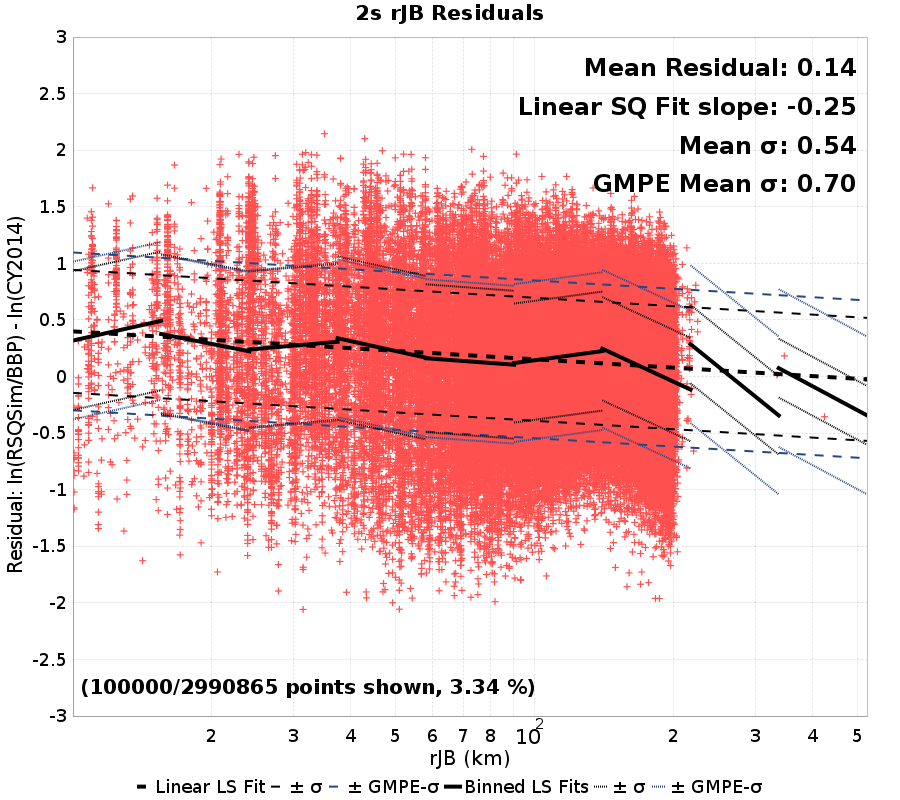 2s rJB Residuals
Mean Residual: 0.14
Linear SQ Fit slope: -0.25
Mean σ: 0.54
GMPE Mean σ: 0.70
Residual: ln(RSQSim/BBP) - ln(CY2014)
3
2.5
2
1.5
1
0.5
0
-0.5
-1
-1.5
-2
-2.5
-3
(100000/2990865 points shown, 3.34 %)
2 3 4 5 6 7 8 10² 2 3 4 5
rJB (km)
Linear LS Fit ± σ ± GMPE-σ Binned LS Fits ± σ ± GMPE-σ